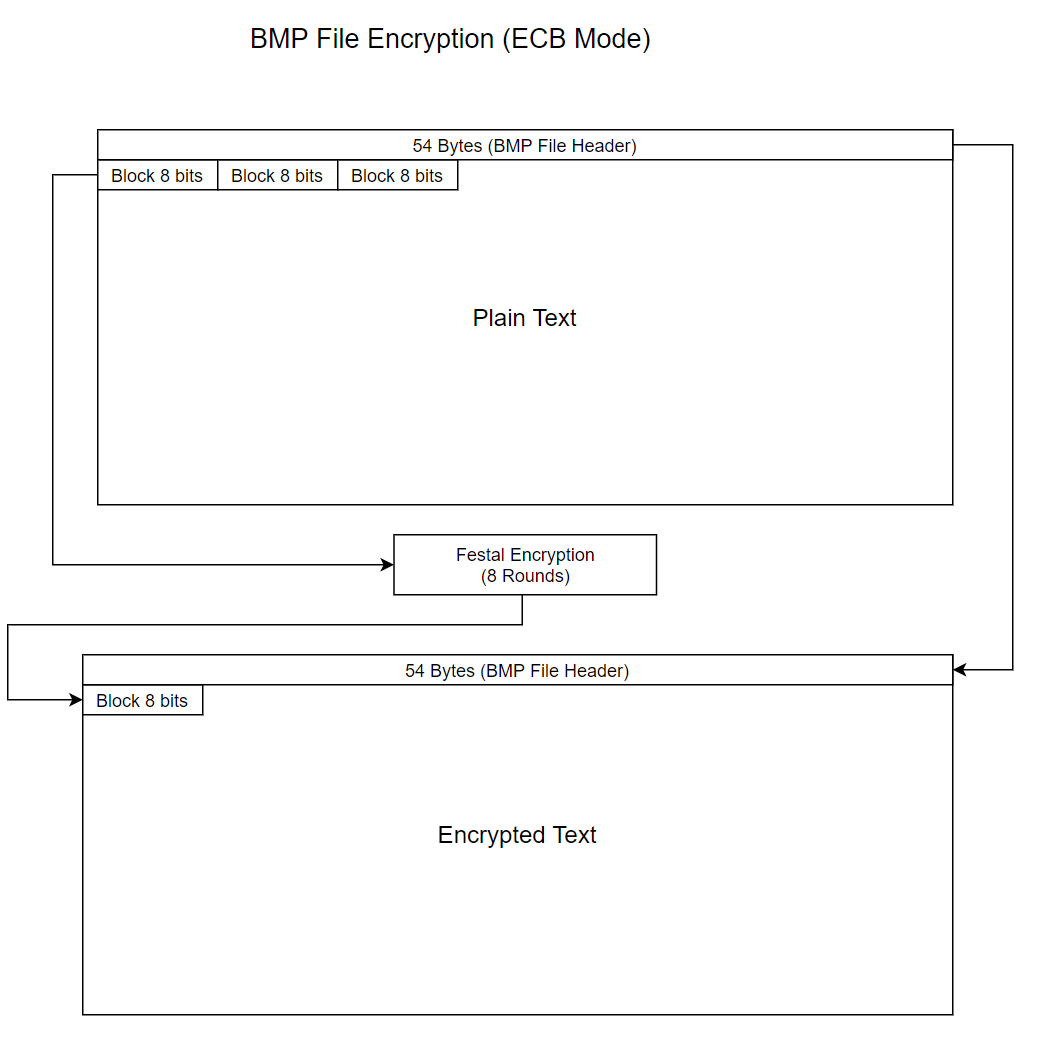 BMP File Encryption (ECB Mode)
54 Bytes (BMP File Header)
Block 8 bits
Block 8 bits
Block 8 bits
Plain Text
Festal Encryption
(8 Rounds)
54 Bytes (BMP File Header)
Block 8 bits
Encrypted Text